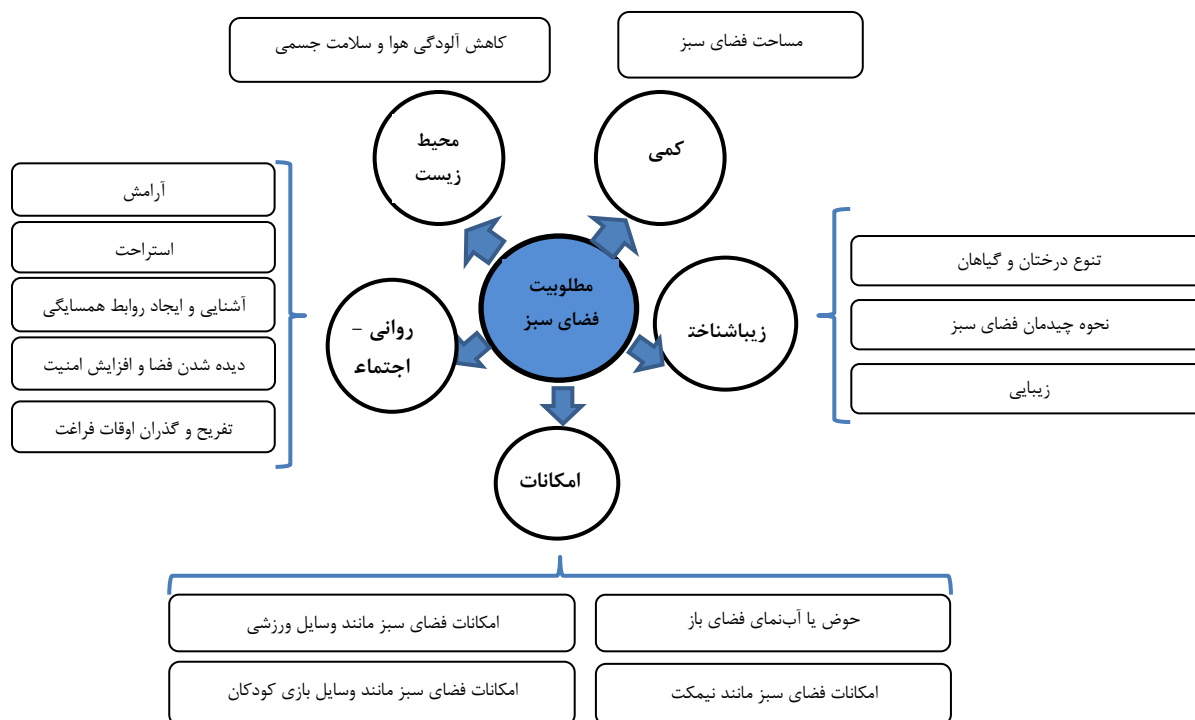 کاهش آلودگی هوا و سلامت جسمی
مساحت فضای سبز
محیط
زیست
کمی
آرامش
استراحت
آشنایی و ایجاد روابط همسایگی
دیده شدن فضا و افزایش امنیت
تفریح و گذران اوقات فراغت
روانی –
اجتماع
مطلوبیت
فضای سبز
زیباشناخت
تنوع درختان و گیاهان
نحوه چیدمان فضای سبز
زیبایی
امکانات
حوض یا آب‌نمای فضای باز
امکانات فضای سبز مانند وسایل ورزشی
امکانات فضای سبز مانند نیمکت
امکانات فضای سبز مانند وسایل بازی کودکان